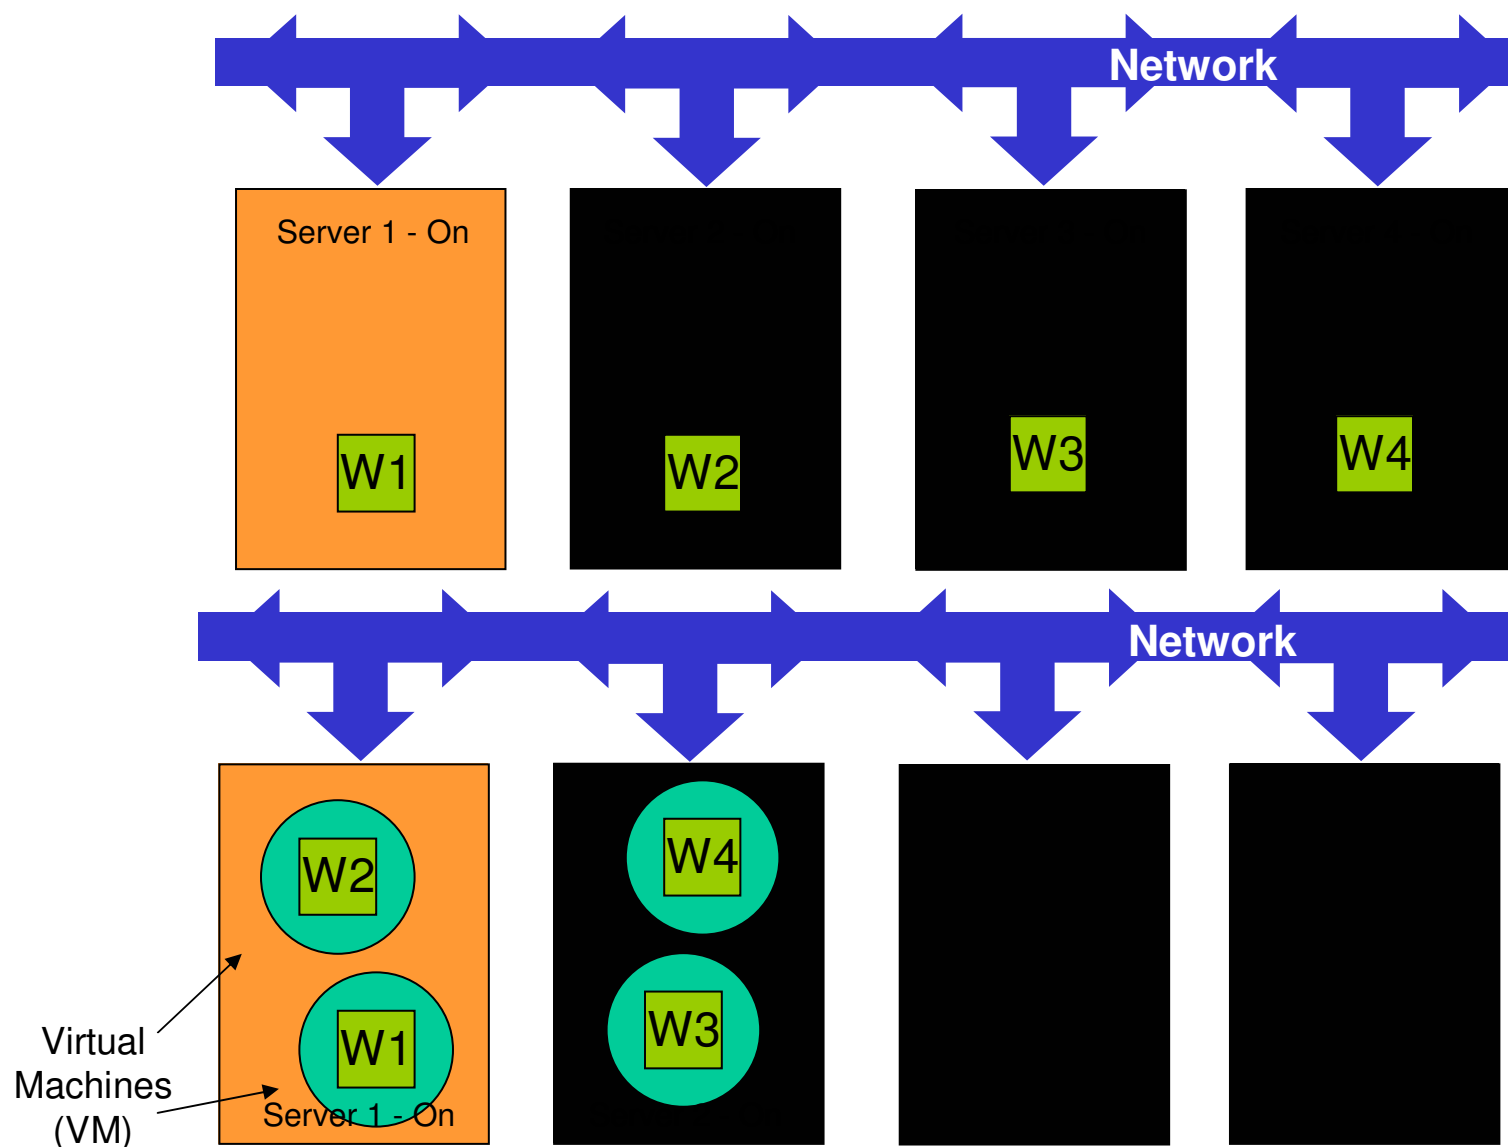 Network
Server 1 - On
W1
W2
W3
W4
Network
W2
W4
W1
W3
Server 1 - On
Virtual
Machines
(VM)